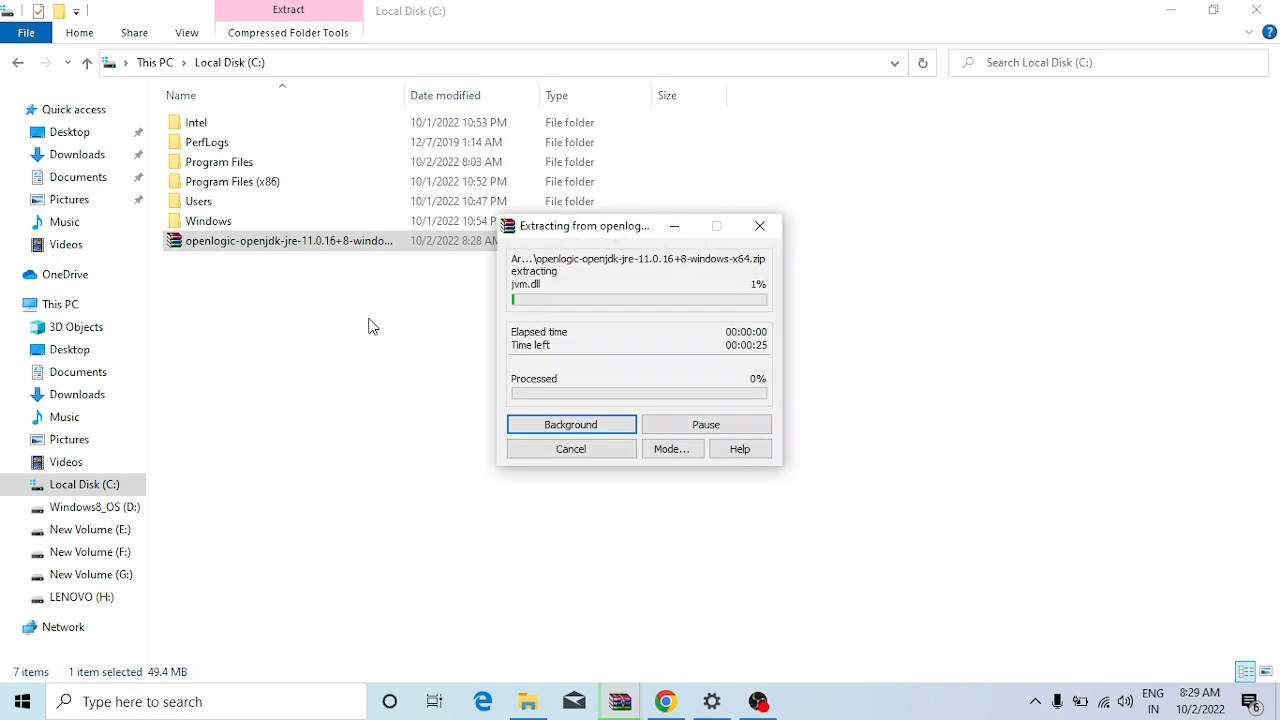 Extract
Local Disk (C:)
File
Home
Share
View
Compressed Folder Tools
This PC
Local Disk (C:)
Search Local Disk (C:)
Name
Date modified
Type
Size
Quick access
Desktop
Downloads
Documents
Pictures
Music
Videos
OneDrive
This PC
3D Objects
Desktop
Documents
Downloads
Music
Pictures
Videos
Local Disk (C:)
Windows8_OS (D:)
New Volume (E:)
New Volume (F:)
New Volume (G:)
LENOVO (H:)
Network
Intel 10/1/2022 10:53 PM File folder
PerfLogs 12/7/2019 1:14 AM File folder
Program Files 10/2/2022 8:03 AM File folder
Program Files (x86) 10/1/2022 10:52 PM File folder
Users 10/1/2022 10:47 PM File folder
Windows 10/1/2022 10:54 P
openlogic-openjdk-jre-11.0.16+8-windo... 10/2/2022 8:28 AM
Extracting from openlog...
Ar...\openlogic-openjdk-jre-11.0.16+8-windows-x64.zip
extracting
jvm.dll 1%
Elapsed time 00:00:00
Time left 00:00:25
Processed 0%
Background
Pause
Cancel
Mode...
Help
7 items 1 item selected 49.4 MB
Type here to search
ENG
IN
8:29 AM
10/2/2022
6